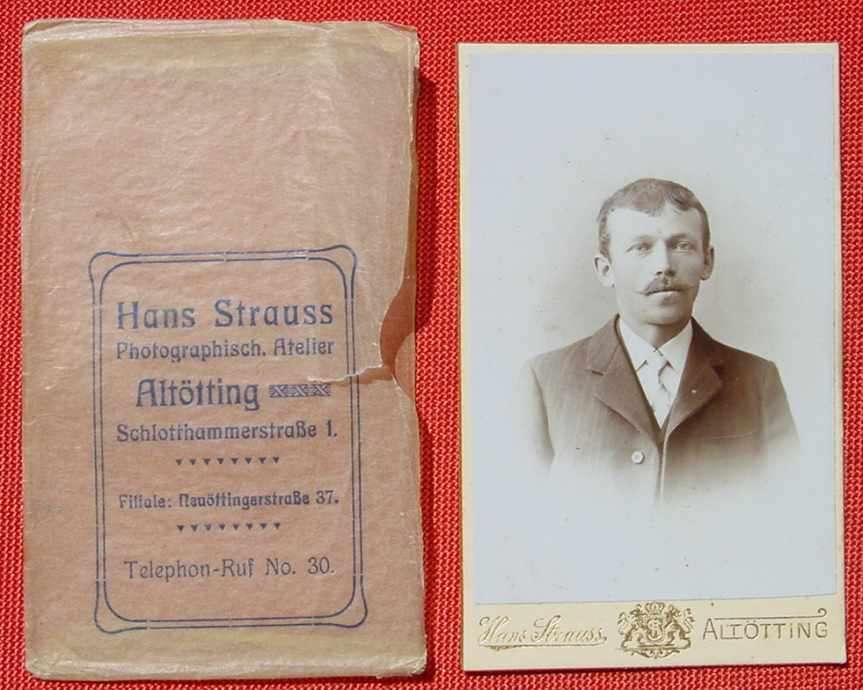 Hans Strauss
Photographisch. Atelier
Altötting
Schlotthammerstraße 1.
Filiale: Neuöttingerstraße 37.
Telephon-Ruf No. 30.
Hans Strauss, ALTÖTTING